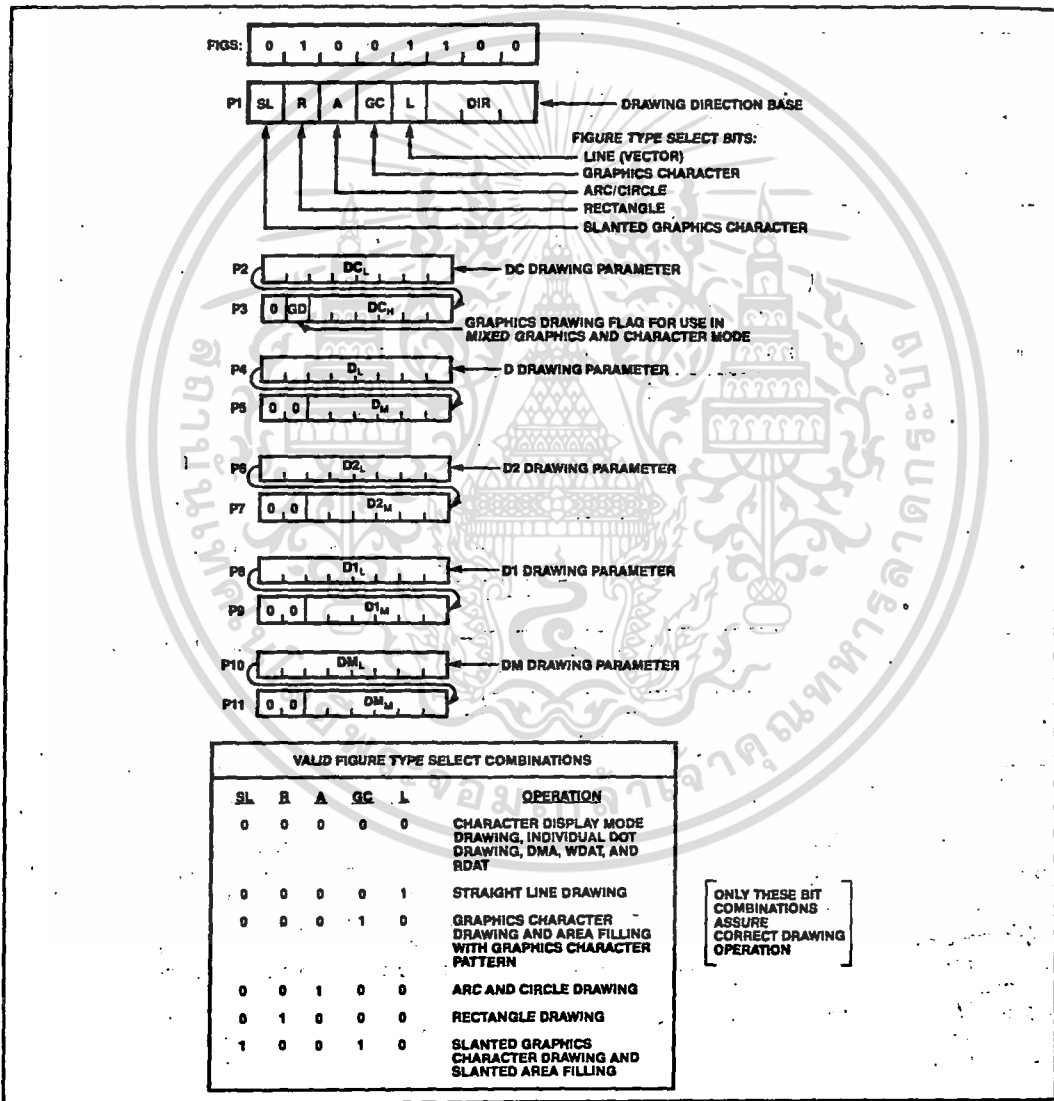 FIGS: 0 1 0 0 1 1 0 0
P1 SL R A GC L DIR DRAWING DIRECTION BASE
FIGURE TYPE SELECT BITS:
LINE (VECTOR)
GRAPHICS CHARACTER
ARC/CIRCLE
RECTANGLE
SLANTED GRAPHICS CHARACTER
P2 DCL DC DRAWING PARAMETER
P3 0 GD DCH
GRAPHICS DRAWING FLAG FOR USE IN
MIXED GRAPHICS AND CHARACTER MODE
P4 DL D DRAWING PARAMETER
P5 0 0 DM
P6 D2L D2 DRAWING PARAMETER
P7 0 0 D2M
P8 D1L D1 DRAWING PARAMETER
P9 0 0 D1M
P10 DML DM DRAWING PARAMETER
P11 0 0 DMM
VALID FIGURE TYPE SELECT COMBINATIONS
SL R A GC L OPERATION
0 0 0 0 0 CHARACTER DISPLAY MODE
DRAWING, INDIVIDUAL DOT
DRAWING, DMA, WDAT, AND
RDAT
0 0 0 0 1 STRAIGHT LINE DRAWING
0 0 0 1 0 GRAPHICS CHARACTER
DRAWING AND AREA FILLING
WITH GRAPHICS CHARACTER
PATTERN
0 0 1 0 0 ARC AND CIRCLE DRAWING
0 1 0 0 0 RECTANGLE DRAWING
1 0 0 1 0 SLANTED GRAPHICS
CHARACTER DRAWING AND
SLANTED AREA FILLING
ONLY THESE BIT
COMBINATIONS
ASSURE
CORRECT DRAWING
OPERATION